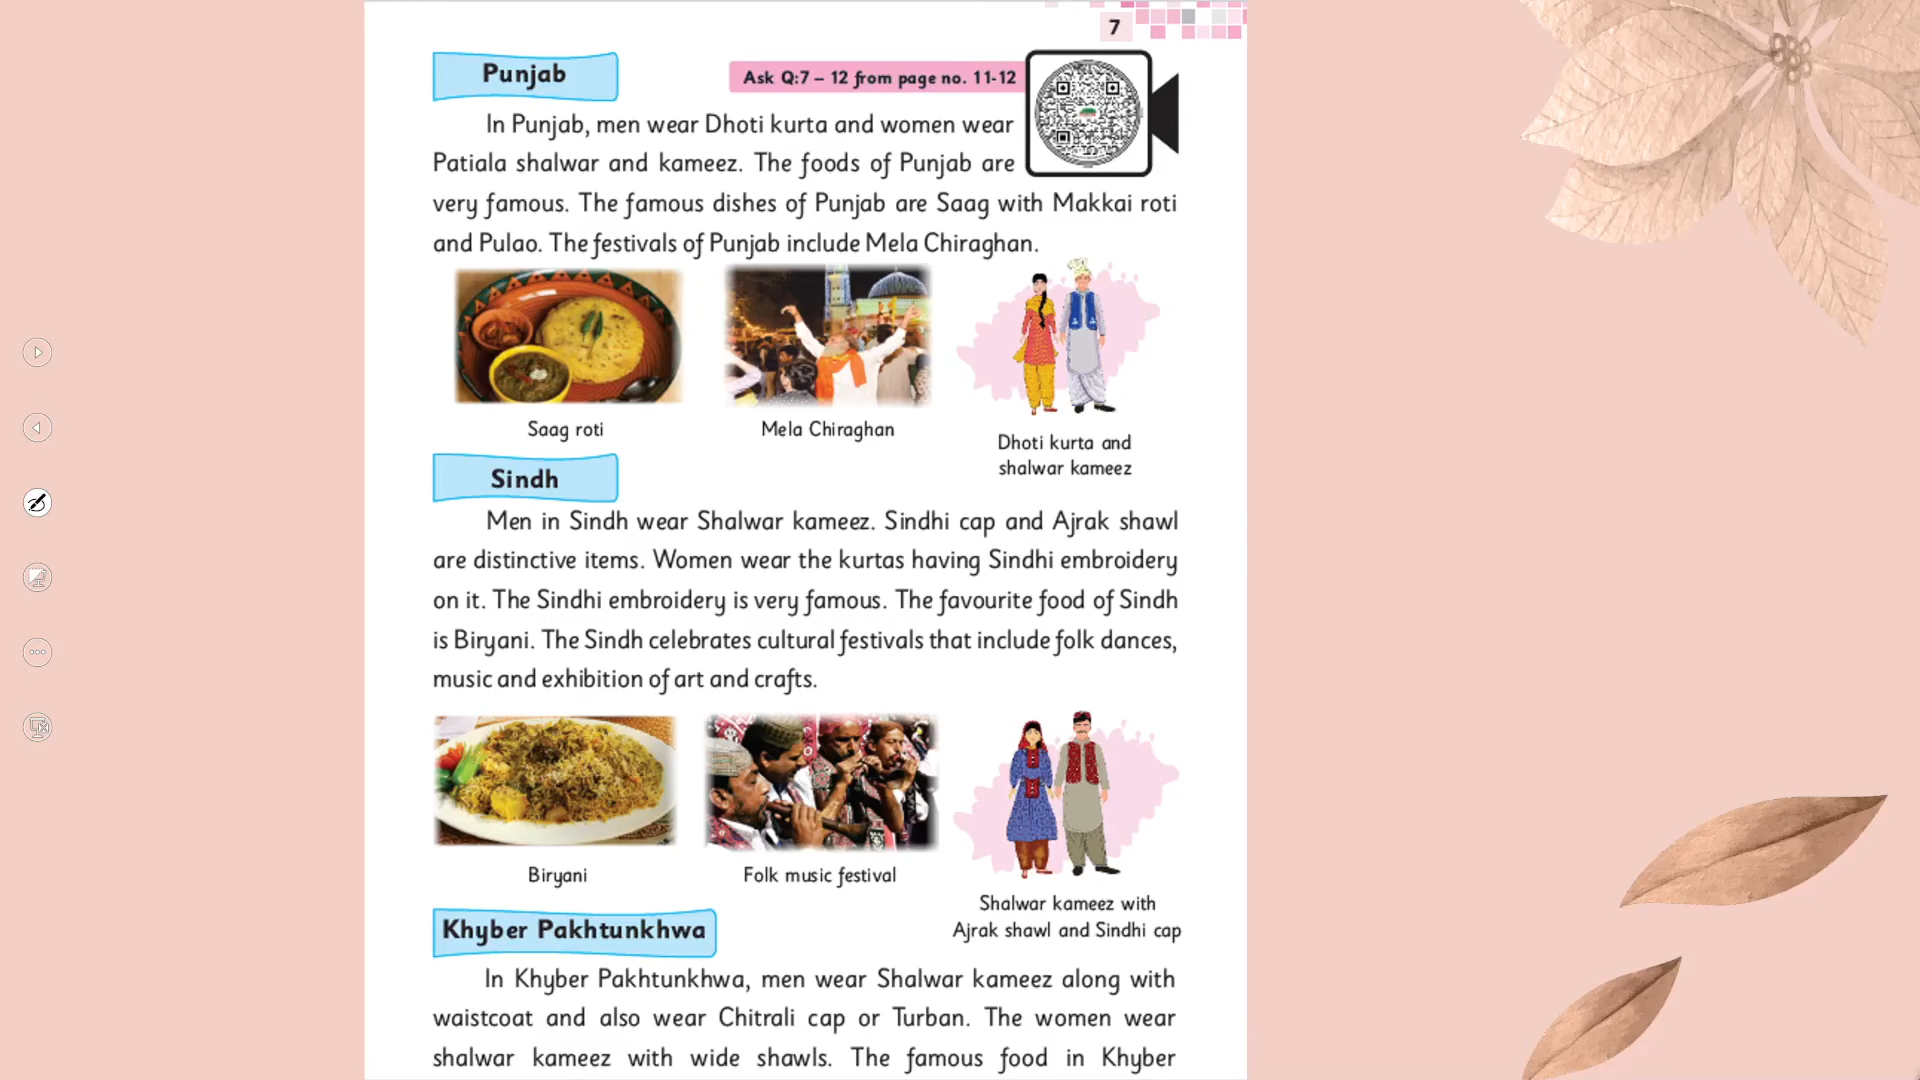 7
Punjab
Ask Q:7 – 12 from page no. 11-12
In Punjab, men wear Dhoti kurta and women wear
Patiala shalwar and kameez. The foods of Punjab are
very famous. The famous dishes of Punjab are Saag with Makkai roti
and Pulao. The festivals of Punjab include Mela Chiraghan.
Saag roti
Mela Chiraghan
Dhoti kurta and
shalwar kameez
Sindh
Men in Sindh wear Shalwar kameez. Sindhi cap and Ajrak shawl
are distinctive items. Women wear the kurtas having Sindhi embroidery
on it. The Sindhi embroidery is very famous. The favourite food of Sindh
is Biryani. The Sindh celebrates cultural festivals that include folk dances,
music and exhibition of art and crafts.
Biryani
Folk music festival
Shalwar kameez with
Ajrak shawl and Sindhi cap
Khyber Pakhtunkhwa
In Khyber Pakhtunkhwa, men wear Shalwar kameez along with
waistcoat and also wear Chitrali cap or Turban. The women wear
shalwar kameez with wide shawls. The famous food in Khyber